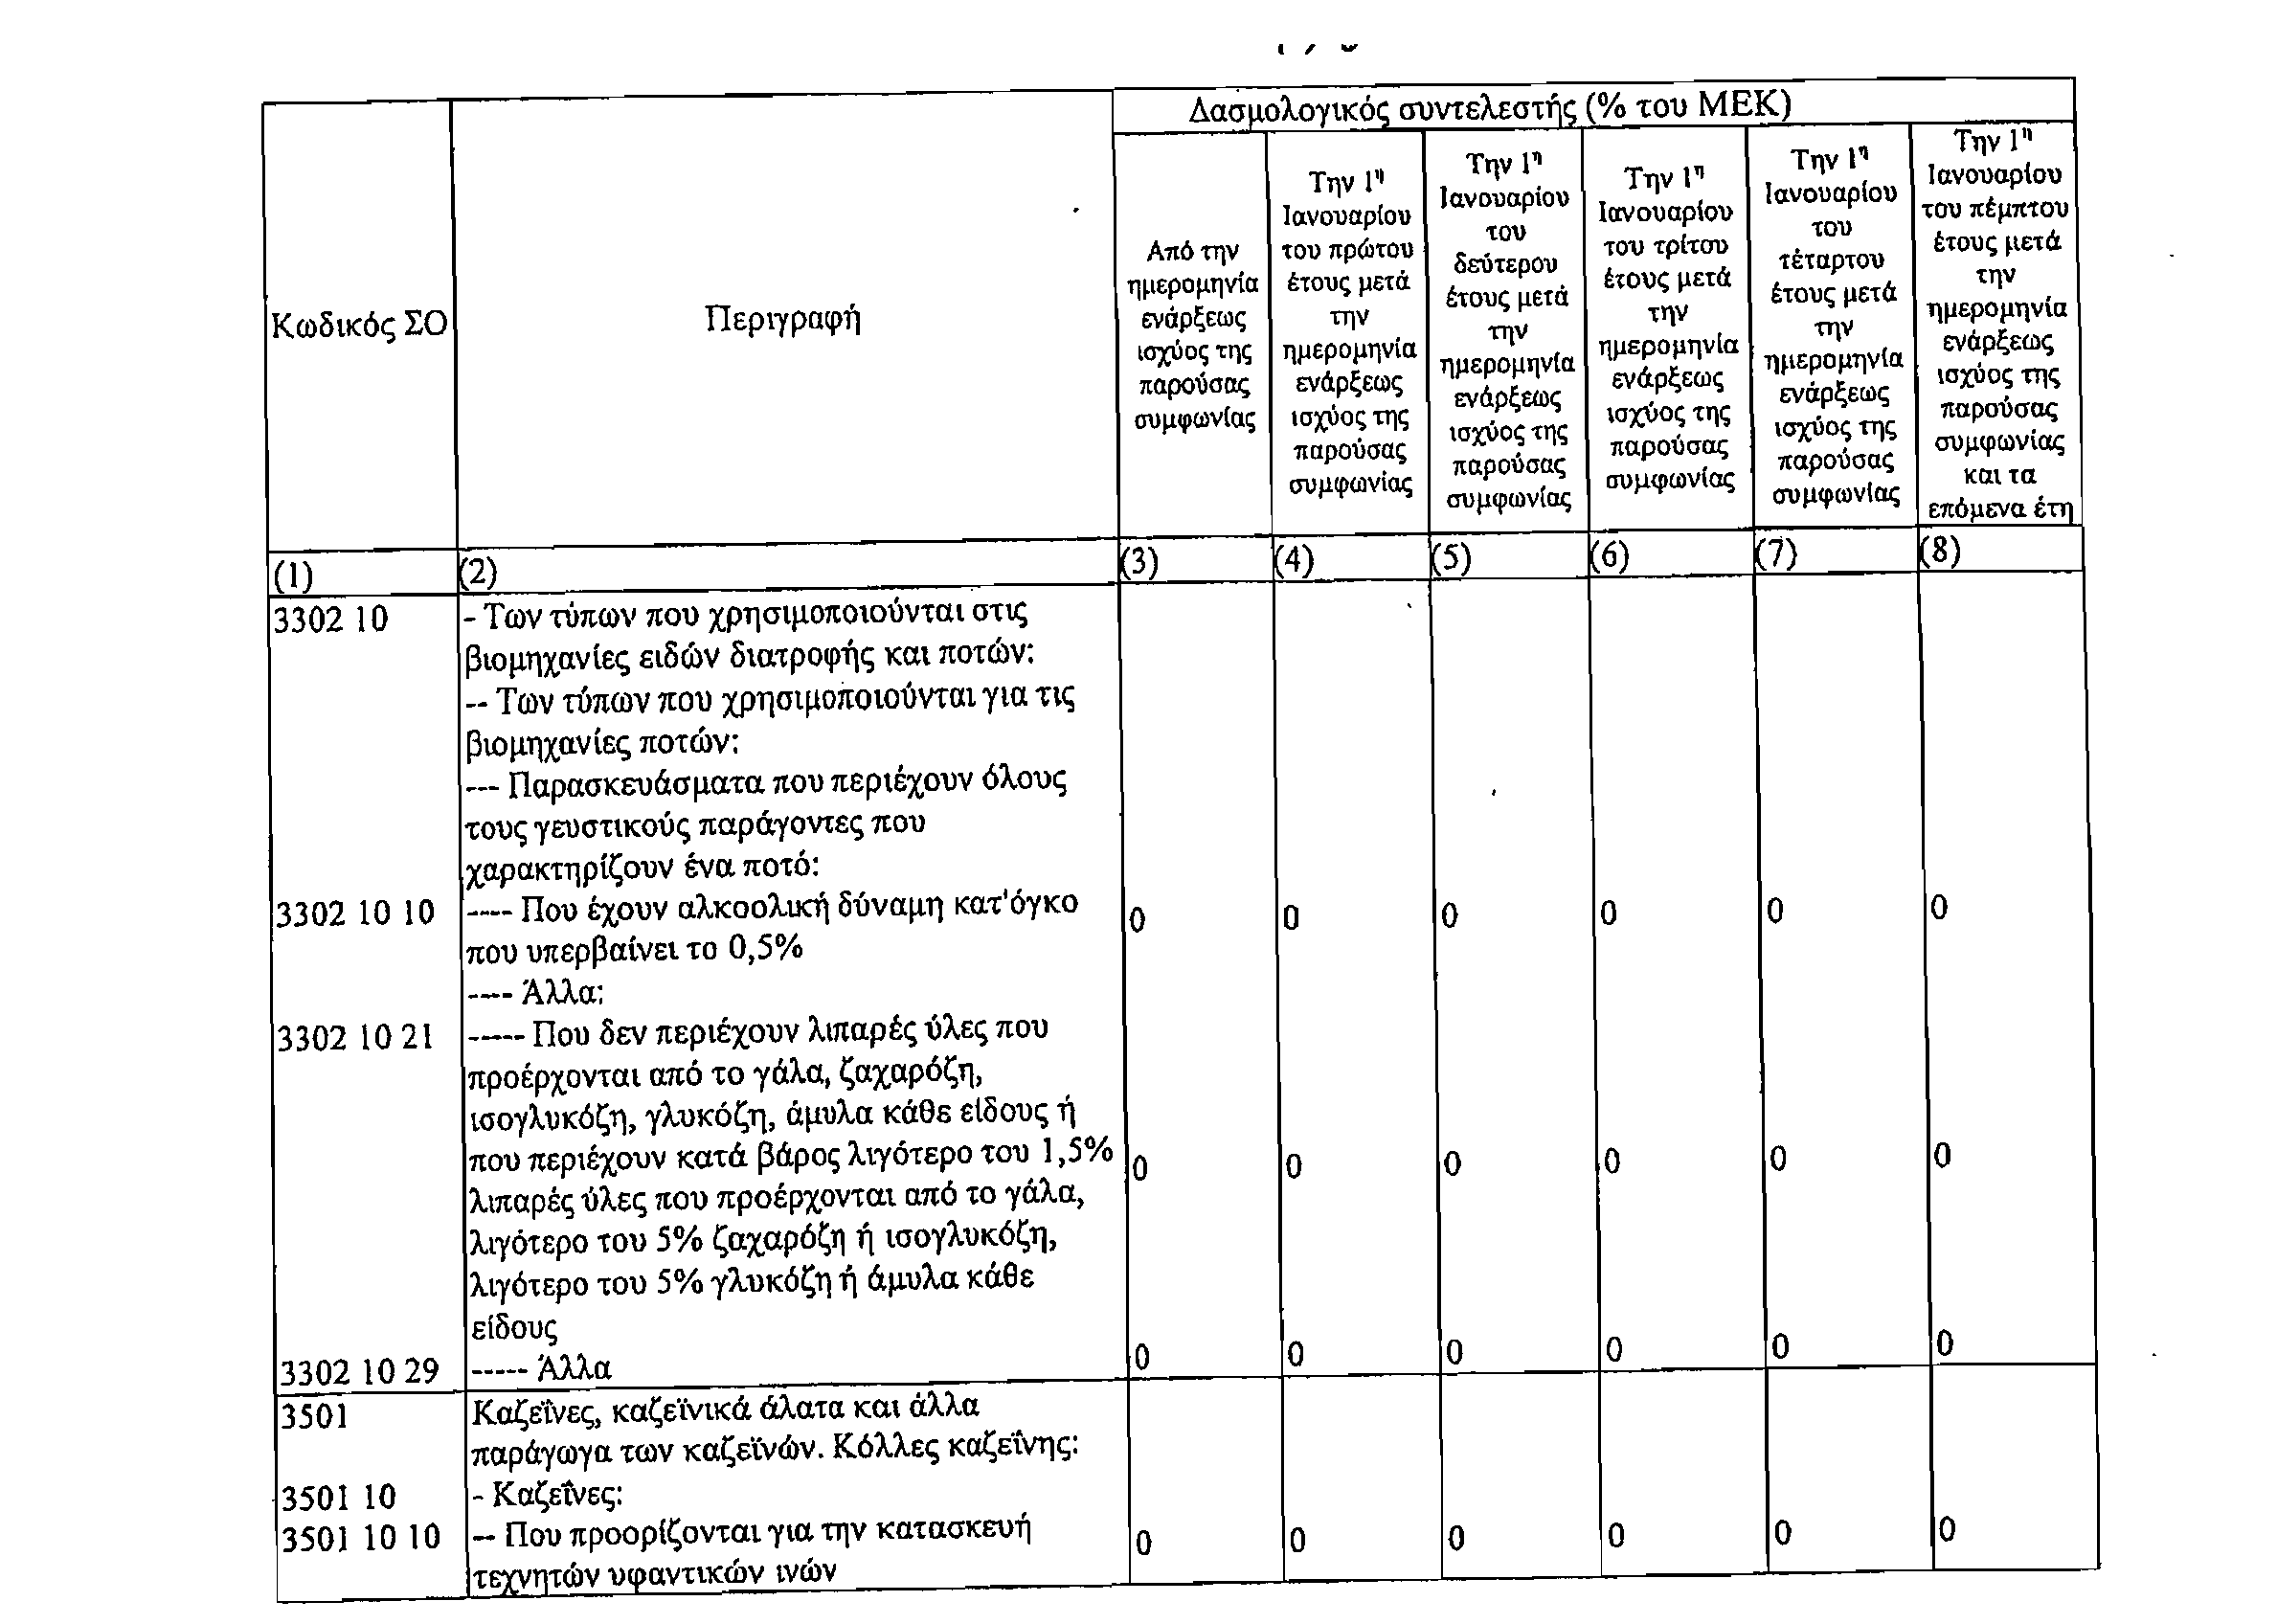 Δασμολογικός συντελεστής (% του ΜΕΚ)
Κωδικός ΣΟ
Περιγραφή
Από την
ημερομηνία
ενάρξεως
ισχύος της
παρούσας
συμφωνίας
Την 1η
Ιανουαρίου
του πρώτου
έτους μετά
την
ημερομηνία
ενάρξεως
ισχύος της
παρούσας
συμφωνίας
Την 1η
Ιανουαρίου
του
δεύτερου
έτους μετά
την
ημερομηνία
ενάρξεως
ισχύος της
παρούσας
συμφωνίας
Την 1η
Ιανουαρίου
του τρίτου
έτους μετά
την
ημερομηνία
ενάρξεως
ισχύος της
παρούσας
συμφωνίας
Την 1η
Ιανουαρίου
του
τέταρτου
έτους μετά
την
ημερομηνία
ενάρξεως
ισχύος της
παρούσας
συμφωνίας
Την 1η
Ιανουαρίου
του πέμπτου
έτους μετά
την
ημερομηνία
ενάρξεως
ισχύος της
παρούσας
συμφωνίας
και τα
επόμενα έτη
(1) (2) (3) (4) (5) (6) (7) (8)
3302 10 - Των τύπων που χρησιμοποιούνται στις
βιομηχανίες ειδών διατροφής και ποτών:
-- Των τύπων που χρησιμοποιούνται για τις
βιομηχανίες ποτών:
--- Παρασκευάσματα που περιέχουν όλους
τους γευστικούς παράγοντες που
χαρακτηρίζουν ένα ποτό:
3302 10 10 ---- Που έχουν αλκοολική δύναμη κατ'όγκο 0 0 0 0 0 0
που υπερβαίνει το 0,5%
---- Άλλα:
3302 10 21 ----- Που δεν περιέχουν λιπαρές ύλες που
προέρχονται από το γάλα, ζαχαρόζη,
ισογλυκόζη, γλυκόζη, άμυλα κάθε είδους ή
που περιέχουν κατά βάρος λιγότερο του 1,5% 0 0 0 0 0 0
λιπαρές ύλες που προέρχονται από το γάλα,
λιγότερο του 5% ζαχαρόζη ή ισογλυκόζη,
λιγότερο του 5% γλυκόζη ή άμυλα κάθε
είδους
3302 10 29 ----- Άλλα 0 0 0 0 0 0
3501 Καζεΐνες, καζεϊνικά άλατα και άλλα
παράγωγα των καζεϊνών. Κόλλες καζεΐνης:
3501 10 - Καζεΐνες:
3501 10 10 -- Που προορίζονται για την κατασκευή 0 0 0 0 0 0
τεχνητών υφαντικών ινών